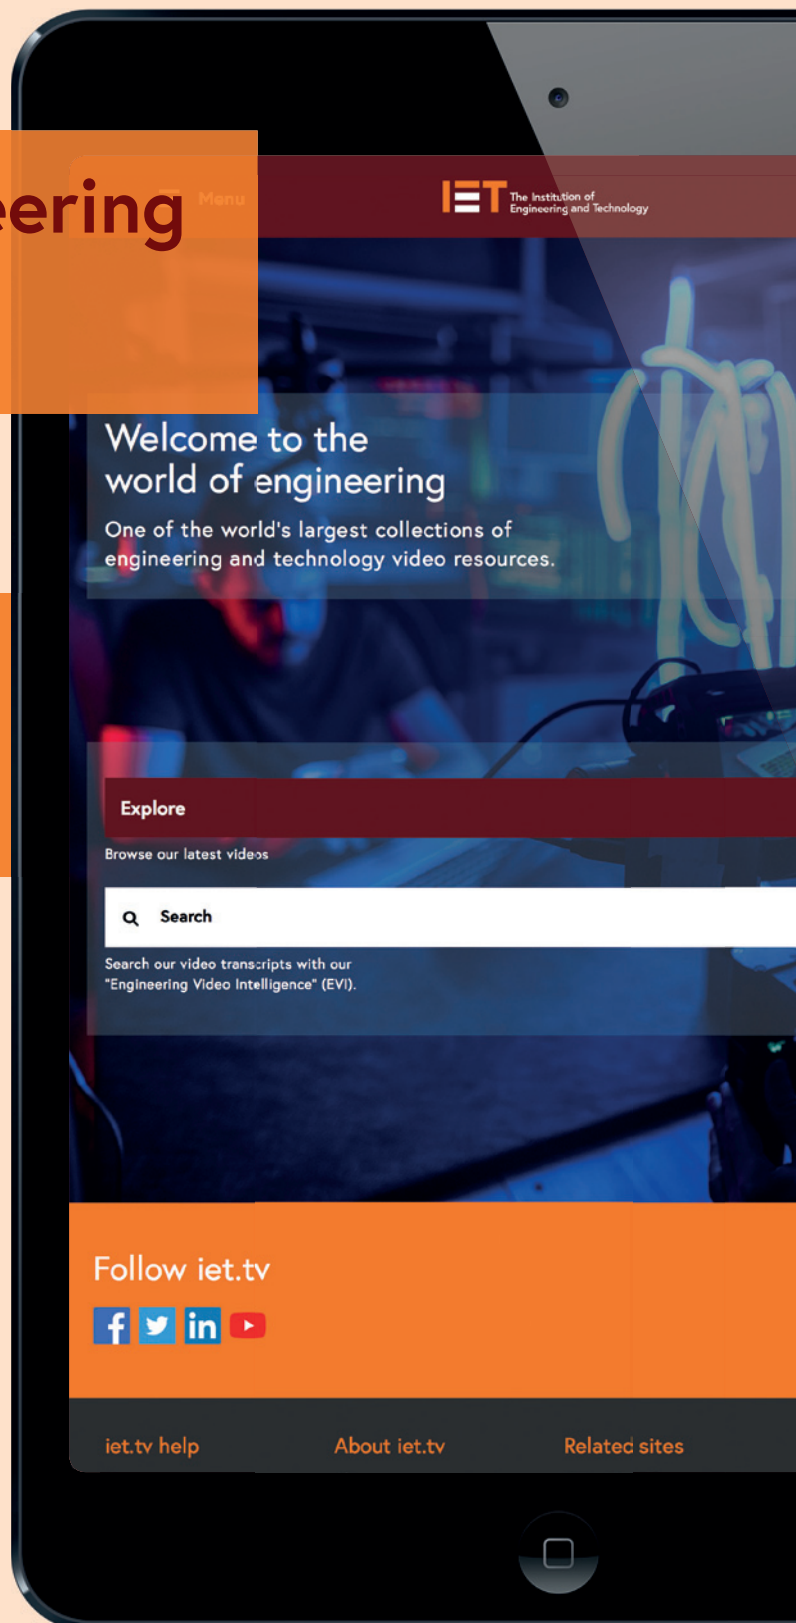 eering
Menu
IET The Institution of
Engineering and Technology
Welcome to the
world of engineering
One of the world's largest collections of
engineering and technology video resources.
Explore
Browse our latest videos
Search
Search our video transcripts with our
"Engineering Video Intelligence" (EVI).
Follow iet.tv
iet.tv help
About iet.tv
Related sites